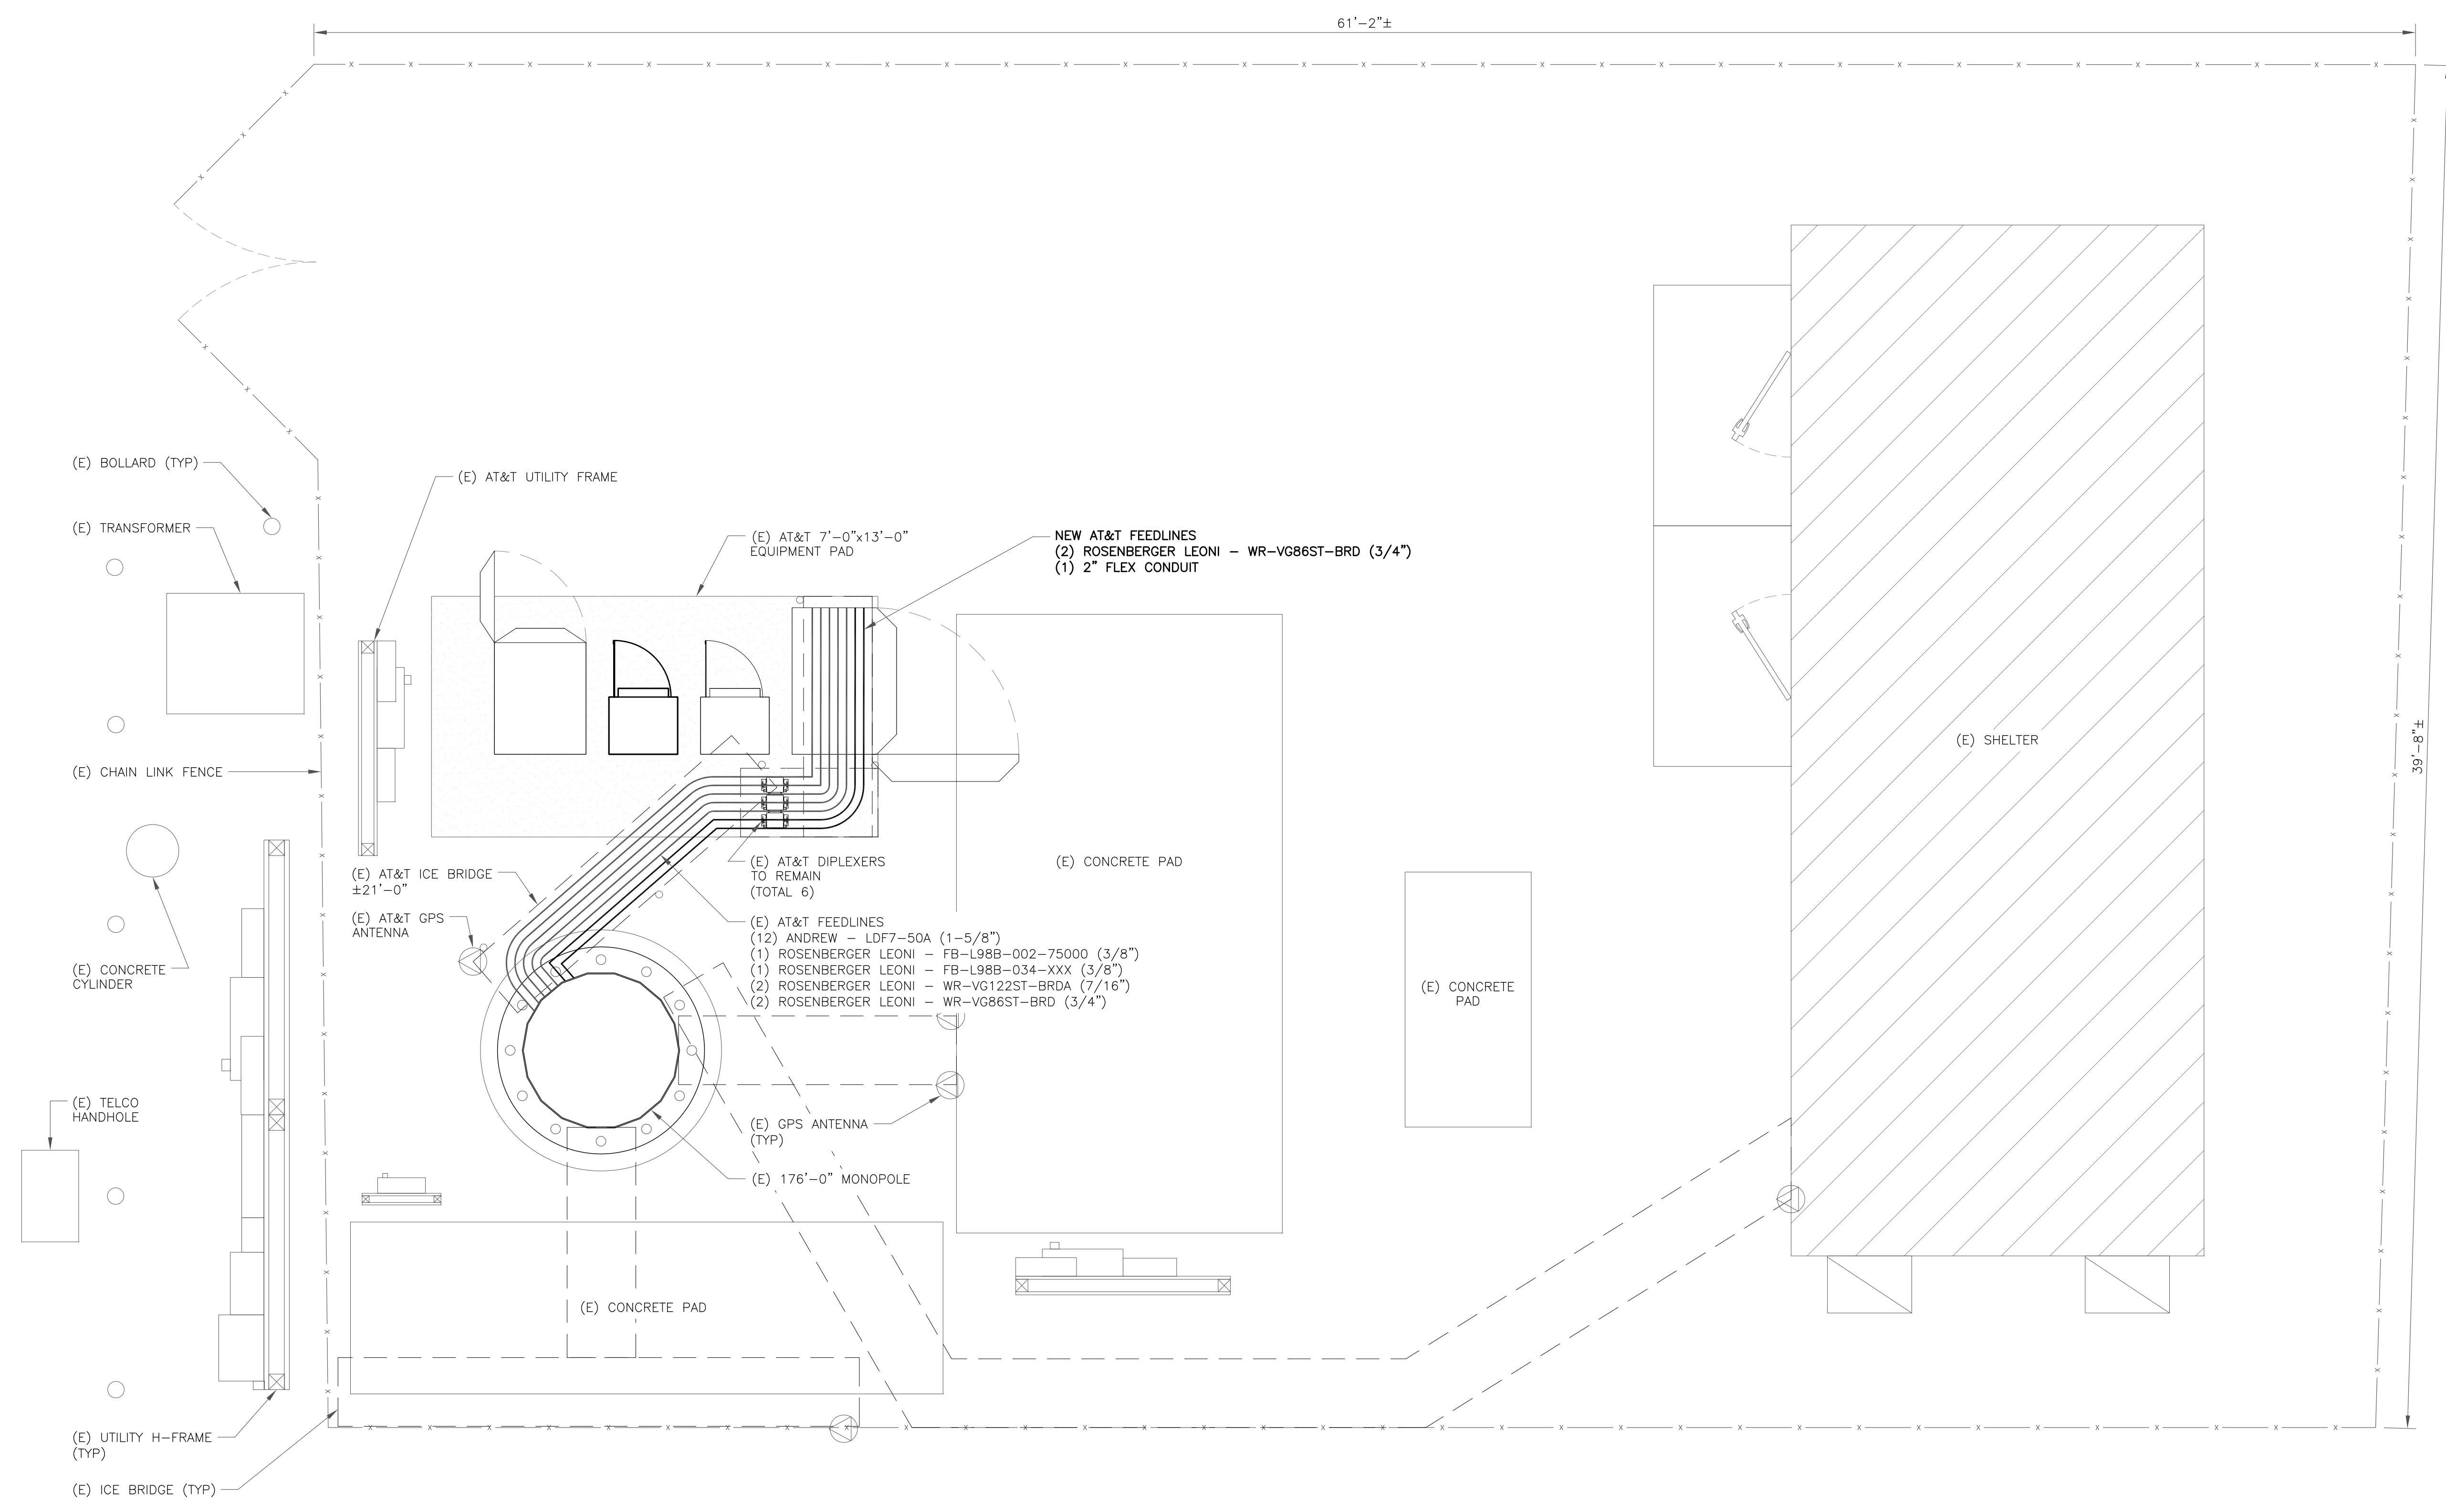 61'-2"±
(E) BOLLARD (TYP)
(E) AT&T UTILITY FRAME
(E) TRANSFORMER
(E) AT&T 7'-0"x13'-0"
EQUIPMENT PAD
NEW AT&T FEEDLINES
(2) ROSENBERGER LEONI - WR-VG86ST-BRD (3/4")
(1) 2" FLEX CONDUIT
(E) SHELTER
39'-8"±
(E) CHAIN LINK FENCE
(E) AT&T ICE BRIDGE
±21'-0"
(E) AT&T DIPLEXERS
TO REMAIN
(TOTAL 6)
(E) CONCRETE PAD
(E) AT&T GPS
ANTENNA
(E) AT&T FEEDLINES
(12) ANDREW - LDF7-50A (1-5/8")
(1) ROSENBERGER LEONI - FB-L98B-002-75000 (3/8")
(1) ROSENBERGER LEONI - FB-L98B-034-XXX (3/8")
(2) ROSENBERGER LEONI - WR-VG122ST-BRDA (7/16")
(2) ROSENBERGER LEONI - WR-VG86ST-BRD (3/4")
(E) CONCRETE
CYLINDER
(E) CONCRETE
PAD
(E) TELCO
HANDHOLE
(E) GPS ANTENNA
(TYP)
(E) 176'-0" MONOPOLE
(E) CONCRETE PAD
(E) UTILITY H-FRAME
(TYP)
(E) ICE BRIDGE (TYP)